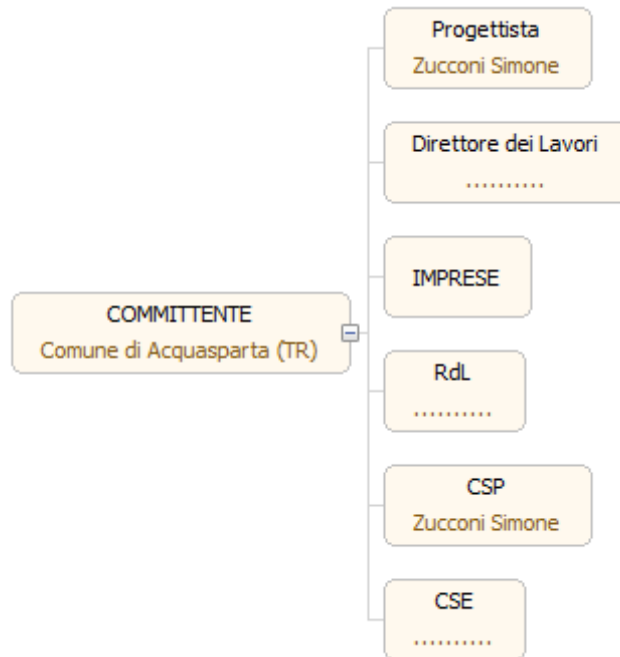 Progettista
Zucconi Simone
Direttore dei Lavori
..........
IMPRESE
COMMITTENTE
Comune di Acquasparta (TR)
RdL
..........
CSP
Zucconi Simone
CSE
..........